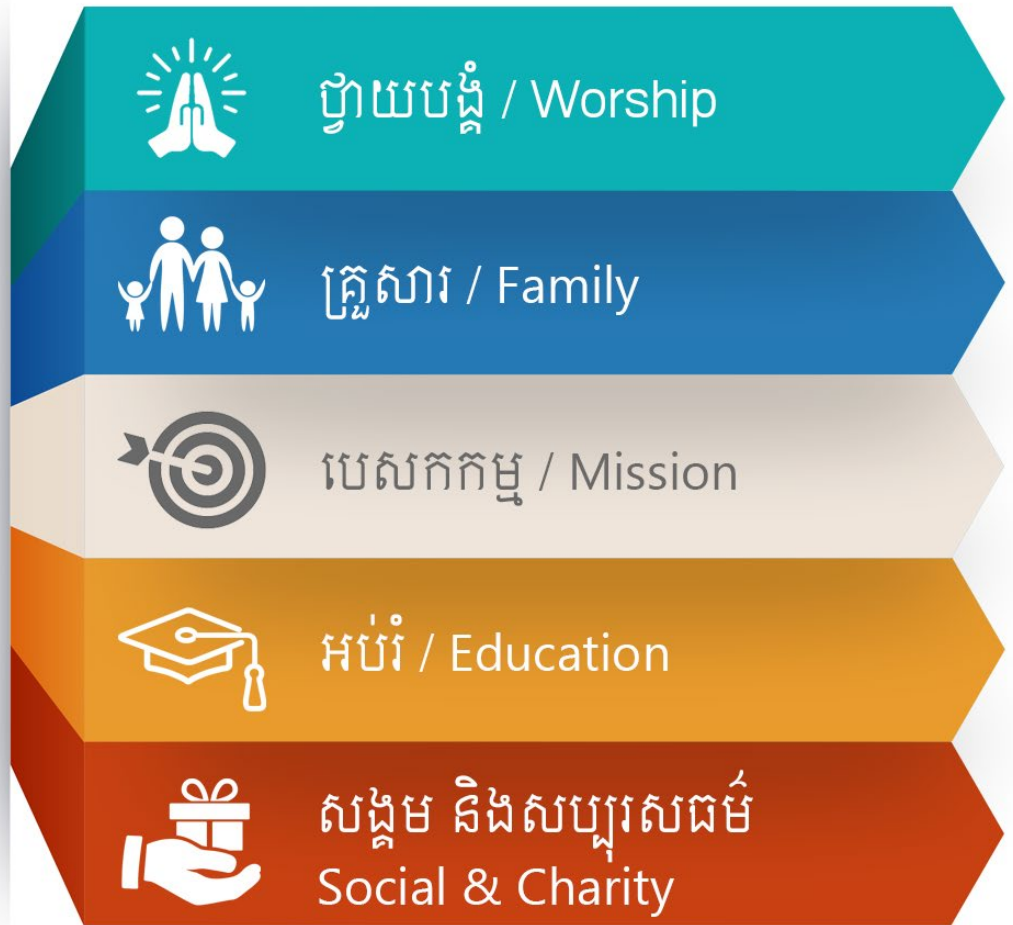 ថ្វាយបង្គំ / Worship
គ្រួសារ / Family
បេសកកម្ម / Mission
អប់រំ / Education
សង្គម និងសប្បុរសធម៌
Social & Charity